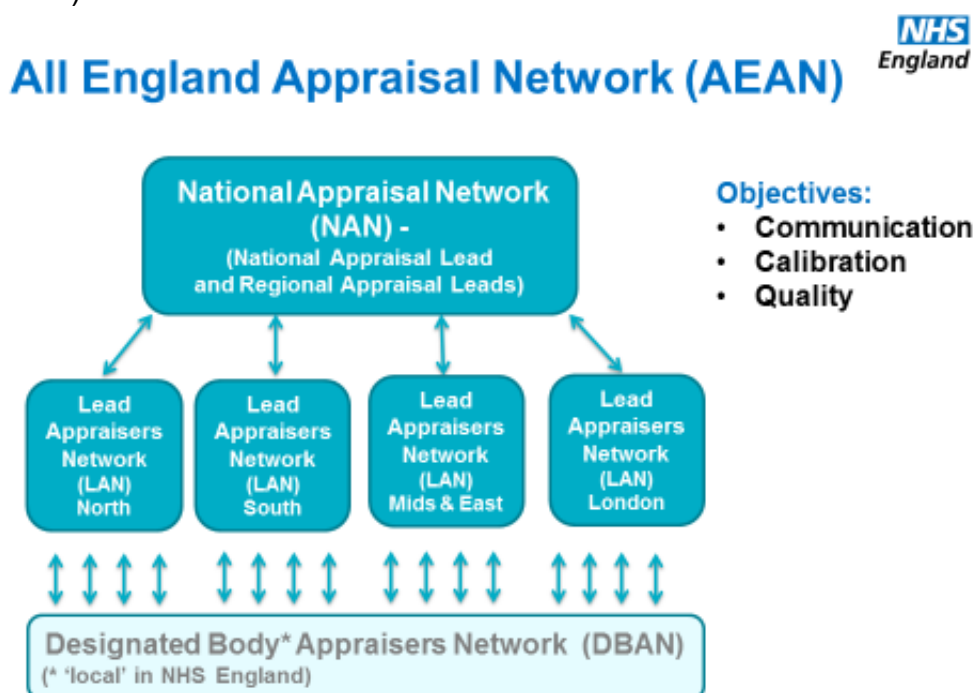 )
NHS
England
All England Appraisal Network (AEAN)
National Appraisal Network
(NAN) -
(National Appraisal Lead
and Regional Appraisal Leads)
Objectives:
• Communication
• Calibration
• Quality
Lead
Appraisers
Network
(LAN)
North
Lead
Appraisers
Network
(LAN)
South
Lead
Appraisers
Network
(LAN)
Mids & East
Lead
Appraisers
Network
(LAN)
London
Designated Body* Appraisers Network (DBAN)
(* 'local' in NHS England)